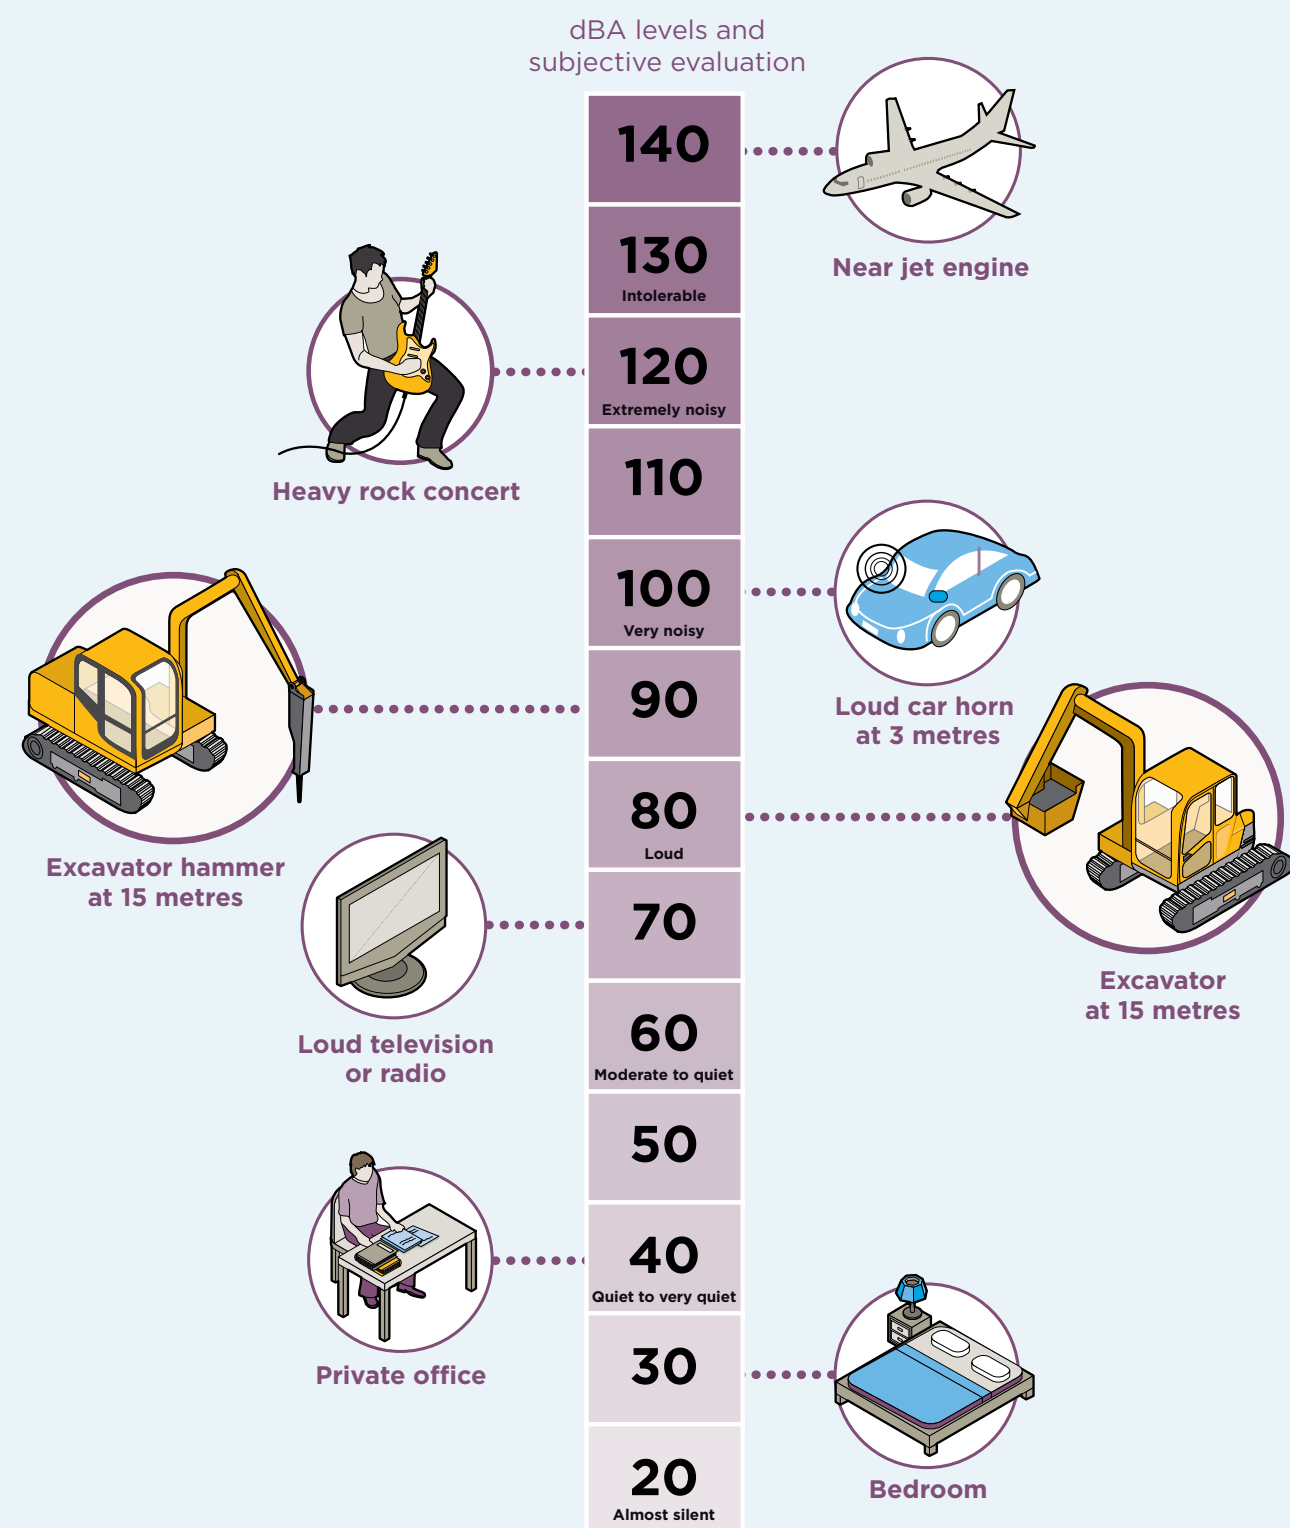 dBA levels and
subjective evaluation
140
Near jet engine
130
Intolerable
120
Extremely noisy
Heavy rock concert
110
100
Very noisy
Loud car horn
at 3 metres
90
Excavator hammer
at 15 metres
80
Loud
Excavator
at 15 metres
70
Loud television
or radio
60
Moderate to quiet
50
40
Quiet to very quiet
Private office
30
Bedroom
20
Almost silent